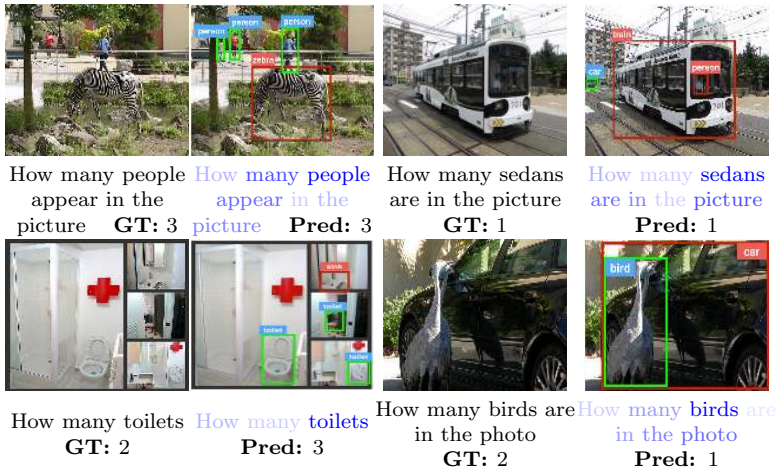 person
person
person
zebra
train
car
person
701
How many people
appear in the
picture GT: 3
How many people
appear in the
picture Pred: 3
How many sedans
are in the picture
GT: 1
How many sedans
are in the picture
Pred: 1
sink
toilet
toilet
toilet
bird
car
How many toilets
GT: 2
How many toilets
Pred: 3
How many birds are
in the photo
GT: 2
How many birds are
in the photo
Pred: 1